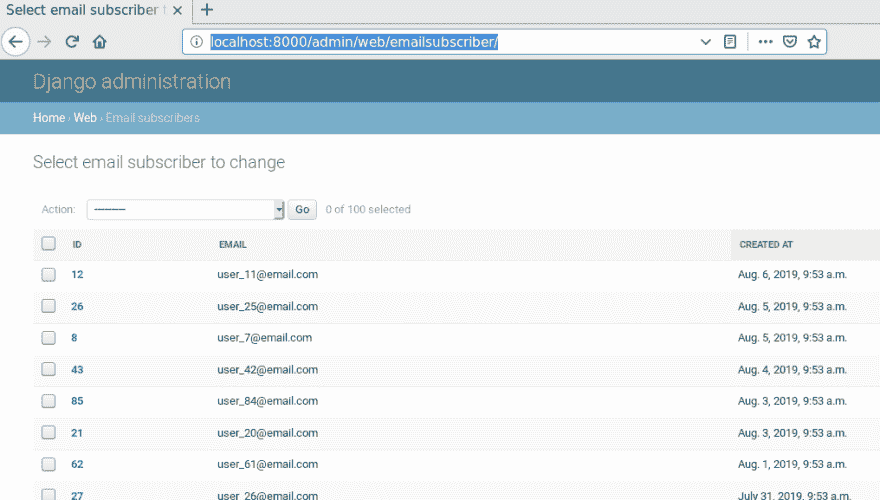 Select email subscriber t
localhost:8000/admin/web/emailsubscriber/
Django administration
Home › Web › Email subscribers
Select email subscriber to change
Action: --------- Go 0 of 100 selected
ID EMAIL CREATED AT
12 user_11@email.com Aug. 6, 2019, 9:53 a.m.
26 user_25@email.com Aug. 5, 2019, 9:53 a.m.
8 user_7@email.com Aug. 5, 2019, 9:53 a.m.
43 user_42@email.com Aug. 4, 2019, 9:53 a.m.
85 user_84@email.com Aug. 3, 2019, 9:53 a.m.
21 user_20@email.com Aug. 3, 2019, 9:53 a.m.
62 user_61@email.com Aug. 1, 2019, 9:53 a.m.
27 user_26@email.com July 31, 2019, 9:53 a.m.